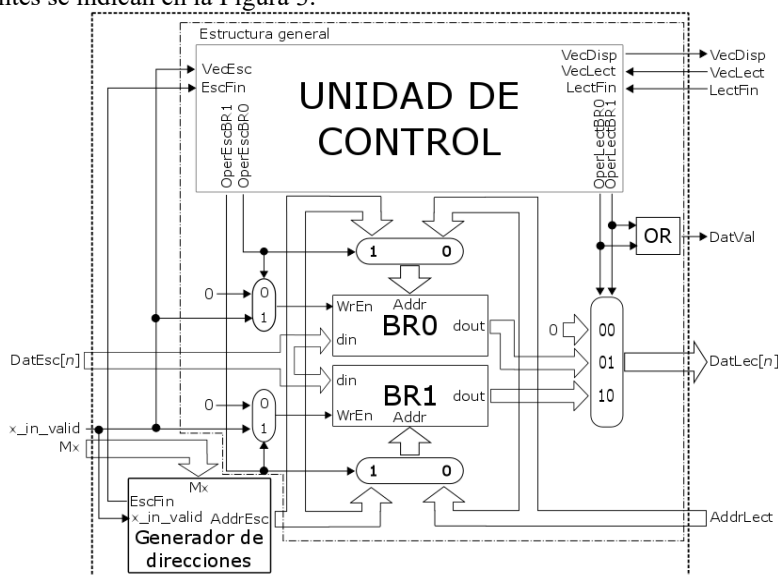 ntes se indican en la Figura 3.
Estructura general
VecEsc
EscFin
OperEscBR1
OperEscBR0
UNIDAD DE
CONTROL
VecDisp
VecLect
LectFin
OperLectBR0
OperLectBR1
VecDisp
VecLect
LectFin
1 0
OR
DatVal
0
0
1
WrEn Addr
BR0
din
dout
0
00
01
10
DatEsc[n]
DatLec[n]
din
BR1
dout
WrEn
Addr
0
0
1
x_in_valid
Mx
1 0
Mx
EscFin
x_in_valid AddrEsc
Generador de
direcciones
AddrLect